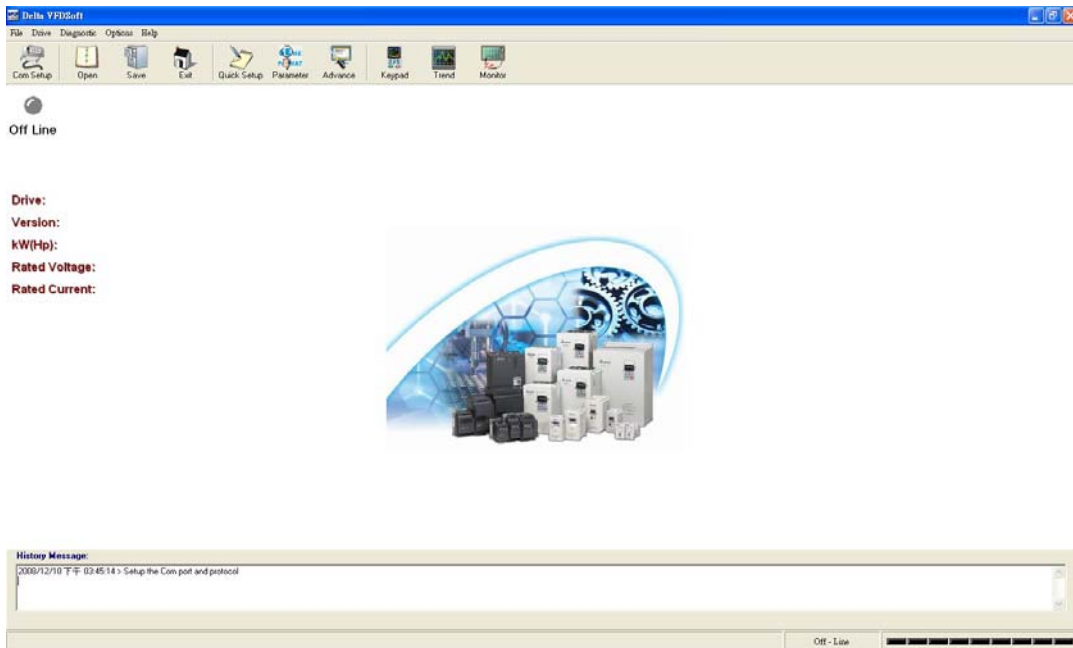 Delta VFDSoft
File Drive Diagnostic Options Help
Com Setup Open Save Exit Quick Setup Parameter Advance Keypad Trend Monitor
Off Line
Drive:
Version:
kW(Hp):
Rated Voltage:
Rated Current:
History Message:
2008/12/10 下午 03:45:14 > Setup the Com port and protocol
Off - Line